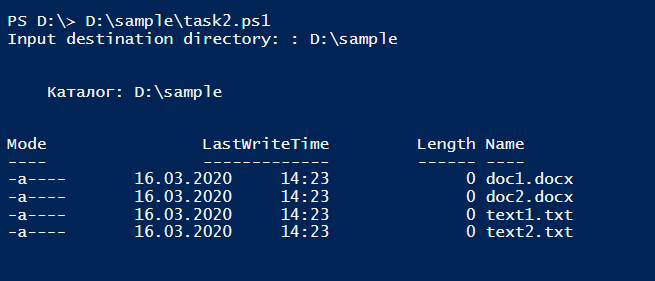 PS D:\> D:\sample\task2.ps1
Input destination directory: : D:\sample
Каталог: D:\sample
Mode                LastWriteTime         Length Name
----                -------------         ------ ----
-a----       16.03.2020     14:23              0 doc1.docx
-a----       16.03.2020     14:23              0 doc2.docx
-a----       16.03.2020     14:23              0 text1.txt
-a----       16.03.2020     14:23              0 text2.txt